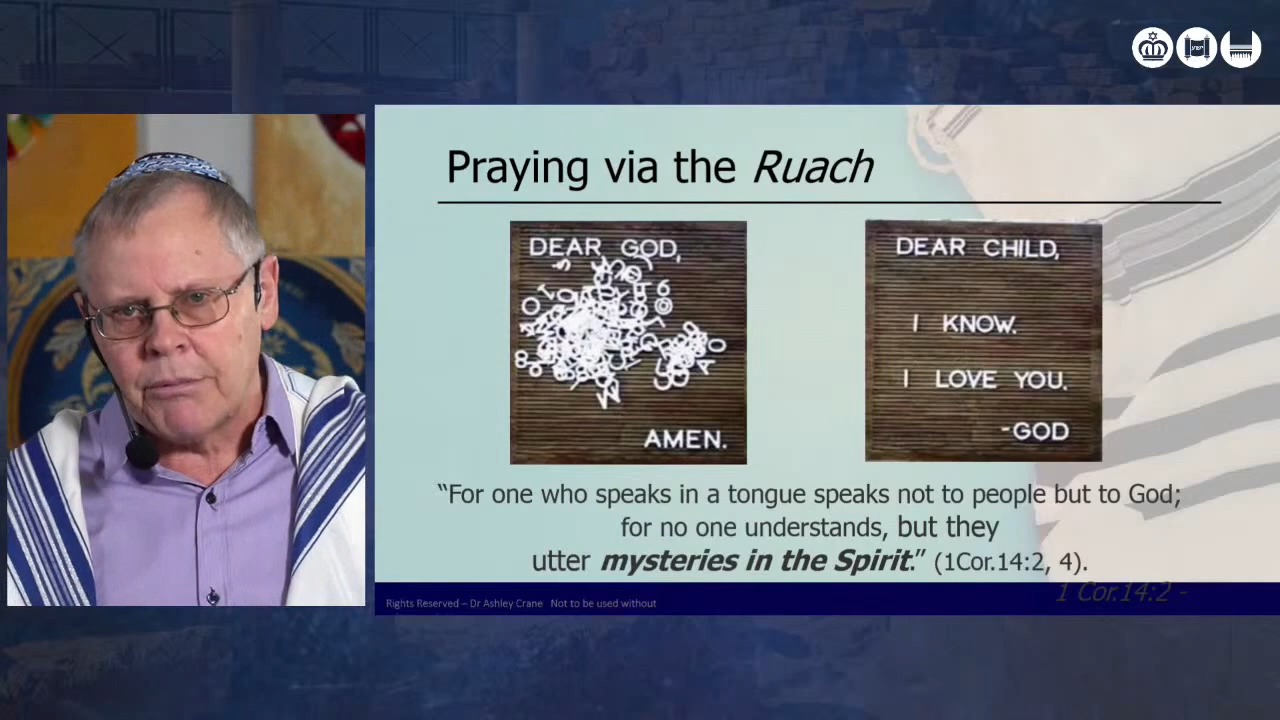 Praying via the Ruach
DEAR GOD,
AMEN.
DEAR CHILD,
I KNOW.
I LOVE YOU.
-GOD
“For one who speaks in a tongue speaks not to people but to God;
for no one understands, but they
utter mysteries in the Spirit.” (1Cor.14:2, 4).
1 Cor.14:2 -
Rights Reserved – Dr Ashley Crane Not to be used without